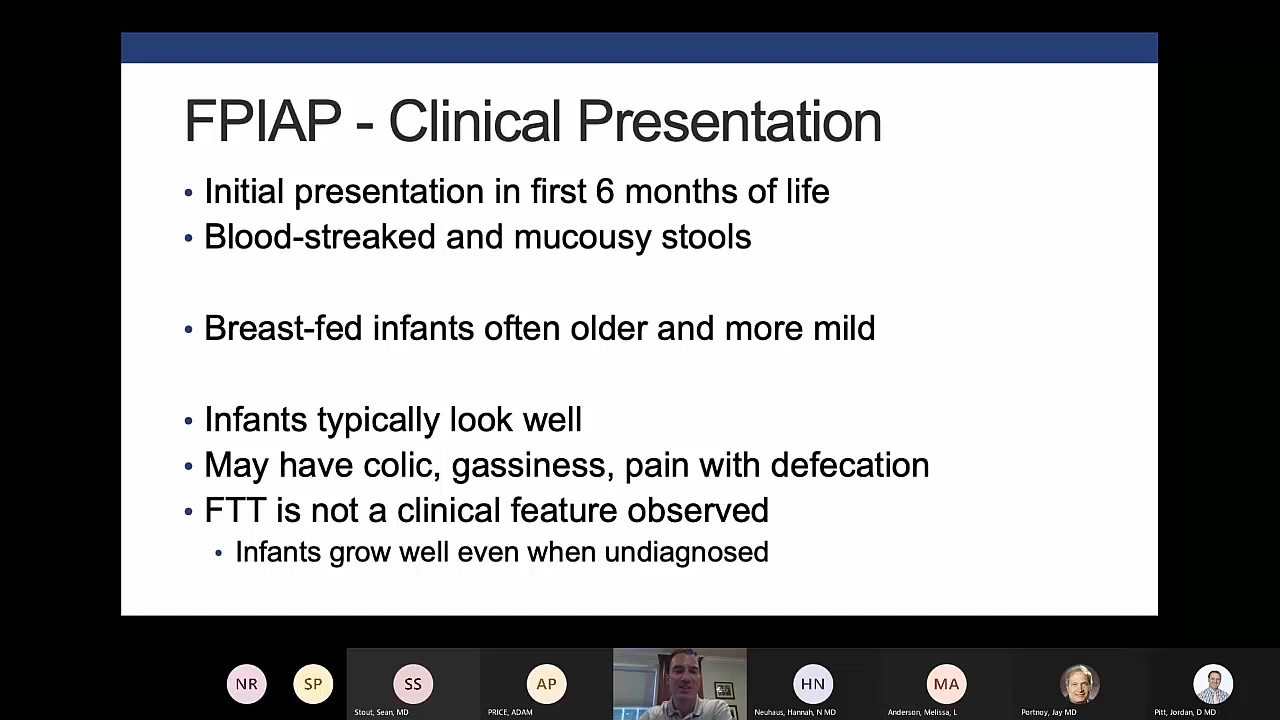 FPIAP - Clinical Presentation
• Initial presentation in first 6 months of life
• Blood-streaked and mucousy stools
• Breast-fed infants often older and more mild
• Infants typically look well
• May have colic, gassiness, pain with defecation
• FTT is not a clinical feature observed
• Infants grow well even when undiagnosed
NR SP SS AP HN MA
Stout, Sean, MD PRICE, ADAM Neuhaus, Hannah, N MD Anderson, Melissa, L Portnoy, Jay MD Pitt, Jordan, D MD